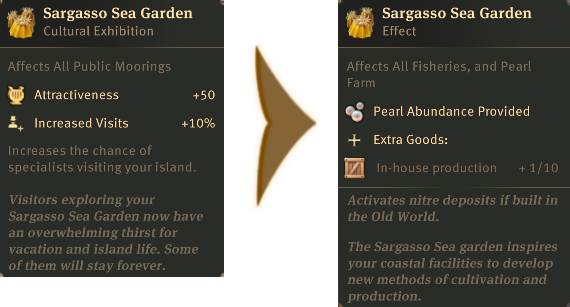 Sargasso Sea Garden
Cultural Exhibition
Affects All Public Moorings
Attractiveness +50
Increased Visits +10%
Increases the chance of
specialists visiting your island.
Visitors exploring your
Sargasso Sea Garden now have
an overwhelming thirst for
vacation and island life. Some
of them will stay forever.
Sargasso Sea Garden
Effect
Affects All Fisheries, and Pearl
Farm
Pearl Abundance Provided
Extra Goods:
In-house production + 1/10
Activates nitre deposits if built in
the Old World.
The Sargasso Sea garden inspires
your coastal facilities to develop
new methods of cultivation and
production.